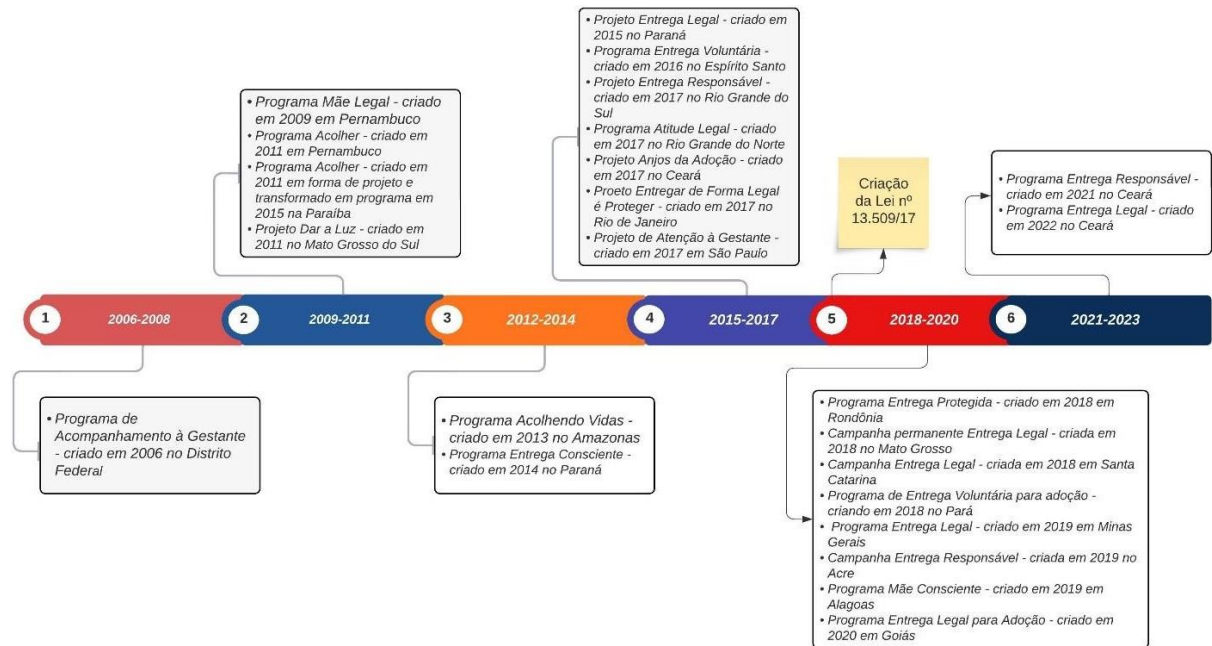 • Projeto Entrega Legal - criado em
2015 no Paraná
• Programa Entrega Voluntária -
criado em 2016 no Espírito Santo
• Projeto Entrega Responsável -
criado em 2017 no Rio Grande do
Sul
• Programa Atitude Legal - criado
em 2017 no Rio Grande do Norte
• Projeto Anjos da Adoção - criado
em 2017 no Ceará
• Proeto Entregar de Forma Legal
é Proteger - criado em 2017 no
Rio de Janeiro
• Projeto de Atenção à Gestante -
criado em 2017 em São Paulo
• Programa Mãe Legal - criado
em 2009 em Pernambuco
• Programa Acolher - criado em
2011 em Pernambuco
• Programa Acolher - criado em
2011 em forma de projeto e
transformado em programa em
2015 na Paraíba
• Projeto Dar a Luz - criado em
2011 no Mato Grosso do Sul
Criação
da Lei nº
13.509/17
• Programa Entrega Responsável -
criado em 2021 no Ceará
• Programa Entrega Legal - criado
em 2022 no Ceará
1 2006-2008
2 2009-2011
3 2012-2014
4 2015-2017
5 2018-2020
6 2021-2023
• Programa de
Acompanhamento à Gestante
- criado em 2006 no Distrito
Federal
• Programa Acolhendo Vidas -
criado em 2013 no Amazonas
• Programa Entrega Consciente -
criado em 2014 no Paraná
• Programa Entrega Protegida - criado em 2018 em
Rondônia
• Campanha permanente Entrega Legal - criada em
2018 no Mato Grosso
• Campanha Entrega Legal - criada em 2018 em Santa
Catarina
• Programa de Entrega Voluntária para adoção -
criando em 2018 no Pará
• Programa Entrega Legal - criado em 2019 em Minas
Gerais
• Campanha Entrega Responsável - criada em 2019 no
Acre
• Programa Mãe Consciente - criado em 2019 em
Alagoas
• Programa Entrega Legal para Adoção - criado em
2020 em Goiás